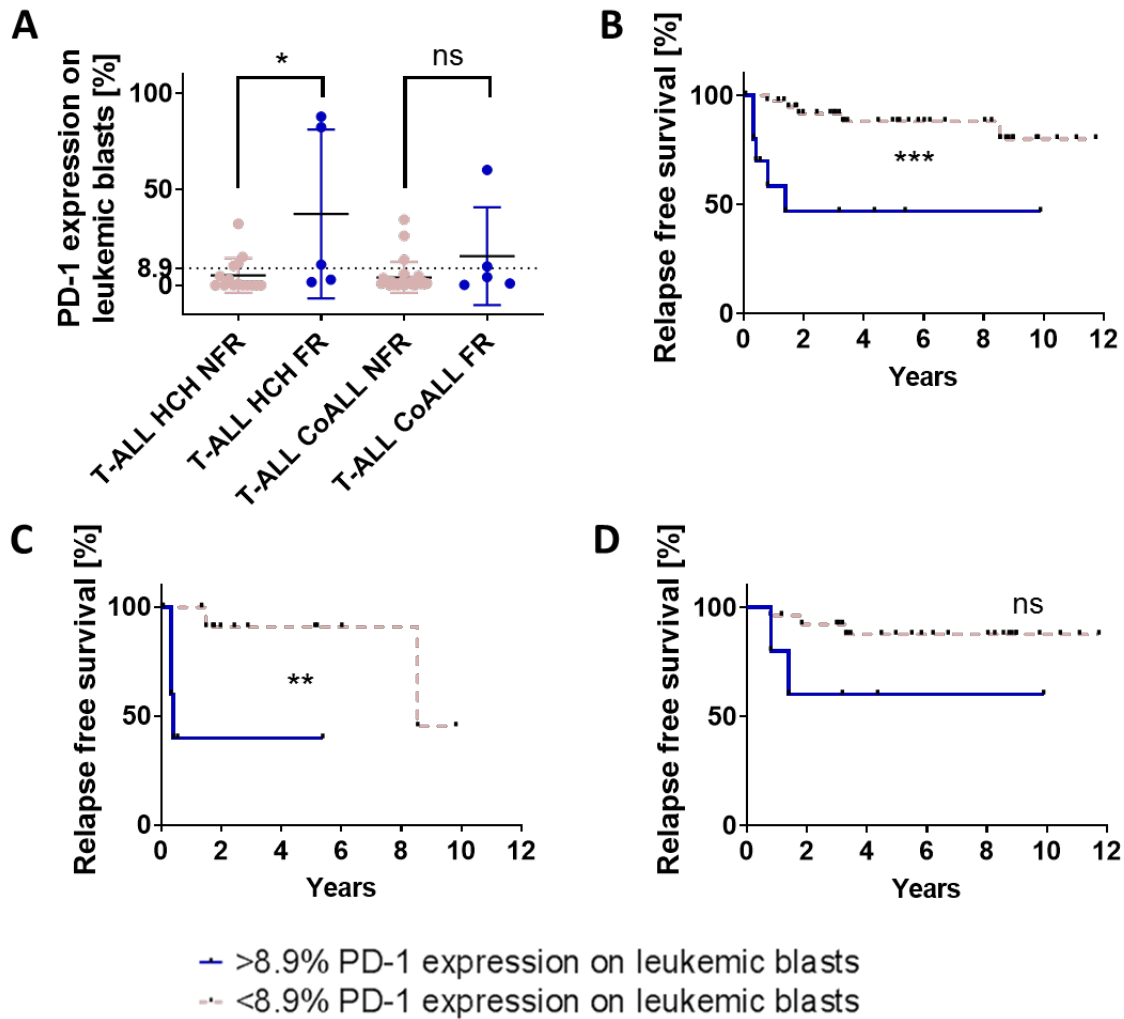 A
PD-1 expression on
leukemic blasts [%]
100
50
8.9
0
*
ns
T-ALL HCH NFR
T-ALL HCH FR
T-ALL CoALL NFR
T-ALL CoALL FR
B
Relapse free survival [%]
100
50
0
***
0 2 4 6 8 10 12
Years
C
Relapse free survival [%]
100
50
0
**
0 2 4 6 8 10 12
Years
D
Relapse free survival [%]
100
50
0
ns
0 2 4 6 8 10 12
Years
>8.9% PD-1 expression on leukemic blasts
<8.9% PD-1 expression on leukemic blasts